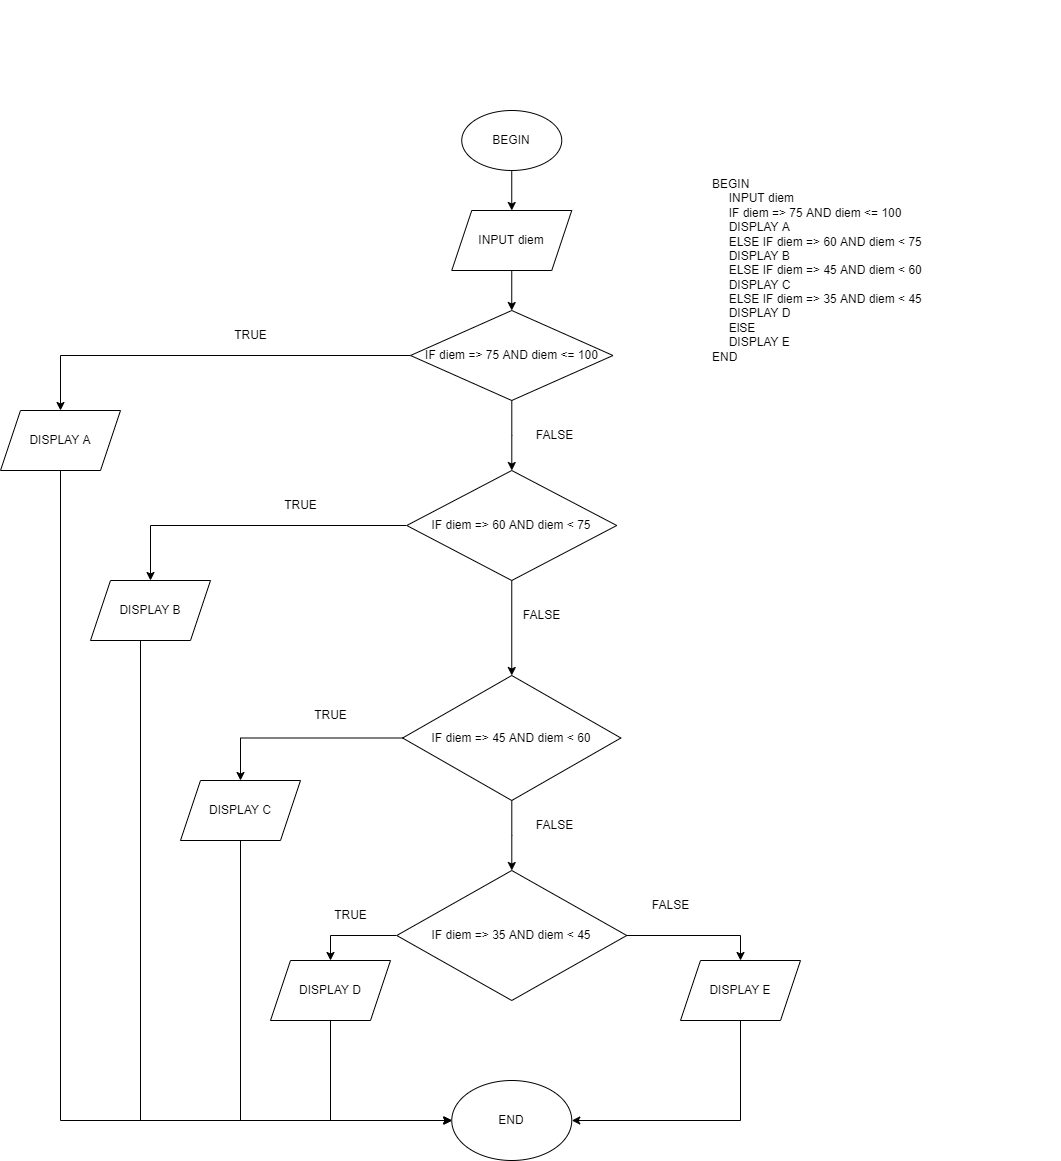 BEGIN
INPUT diem
IF diem => 75 AND diem <= 100
TRUE
FALSE
DISPLAY A
IF diem => 60 AND diem < 75
TRUE
FALSE
DISPLAY B
IF diem => 45 AND diem < 60
TRUE
FALSE
DISPLAY C
IF diem => 35 AND diem < 45
TRUE
FALSE
DISPLAY D
DISPLAY E
END
BEGIN
INPUT diem
IF diem => 75 AND diem <= 100
DISPLAY A
ELSE IF diem => 60 AND diem < 75
DISPLAY B
ELSE IF diem => 45 AND diem < 60
DISPLAY C
ELSE IF diem => 35 AND diem < 45
DISPLAY D
ElSE
DISPLAY E
END